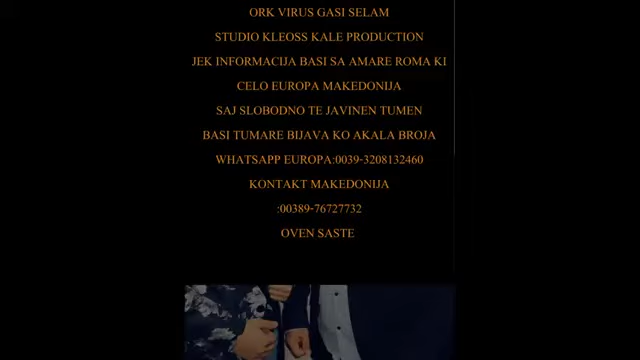 ORK VIRUS GASI SELAM
STUDIO KLEOSS KALE PRODUCTION
JEK INFORMACIJA BASI SA AMARE ROMA KI
CELO EUROPA MAKEDONIJA
SAJ SLOBODNO TE JAVINEN TUMEN
BASI TUMARE BIJAVA KO AKALA BROJA
WHATSAPP EUROPA:0039-3208132460
KONTAKT MAKEDONIJA
:00389-76727732
OVEN SASTE